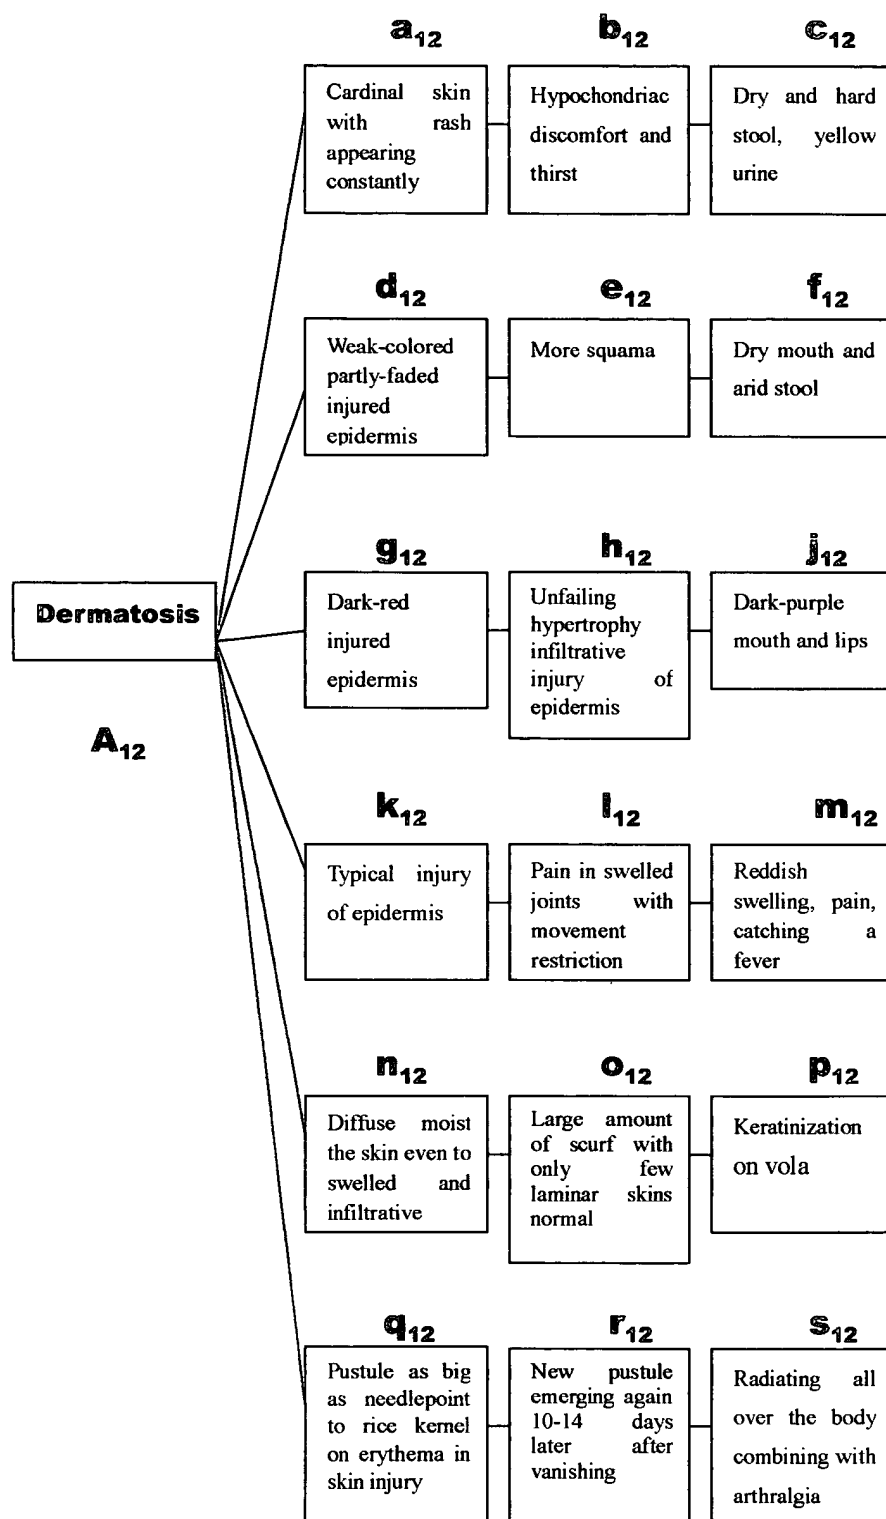 a12 b12 c12
Cardinal skin
with rash
appearing
constantly
Hypochondriac
discomfort and
thirst
Dry and hard
stool, yellow
urine
d12 e12 f12
Weak-colored
partly-faded
injured
epidermis
More squama
Dry mouth and
arid stool
g12 h12 j12
Dark-red
injured
epidermis
Unfailing
hypertrophy
infiltrative
injury of
epidermis
Dark-purple
mouth and lips
Dermatosis
A12
k12 l12 m12
Typical injury
of epidermis
Pain in swelled
joints with
movement
restriction
Reddish
swelling, pain,
catching a
fever
n12 o12 p12
Diffuse moist
the skin even to
swelled and
infiltrative
Large amount
of scurf with
only few
laminar skins
normal
Keratinization
on vola
q12 r12 s12
Pustule as big
as needlepoint
to rice kernel
on erythema in
skin injury
New pustule
emerging again
10-14 days
later after
vanishing
Radiating all
over the body
combining with
arthralgia